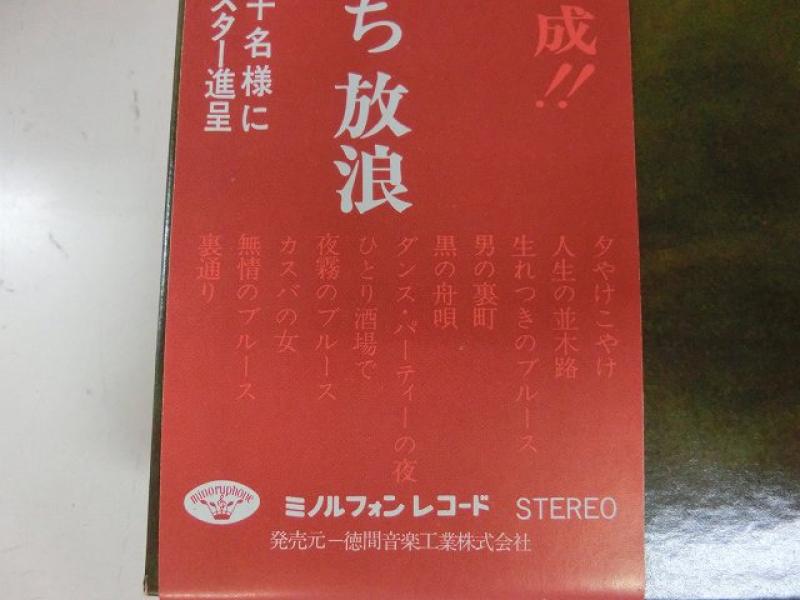 成!!
ち放浪
十名様に
スター進呈
夕やけこやけ
人生の並木路
生れつきのブルース
男の裏町
黒の舟唄
ダンス・パーティーの夜
ひとり酒場で
夜霧のブルース
カスバの女
無情のブルース
裏通り
minoryphone
ミノルフォンレコード STEREO
発売元―徳間音楽工業株式会社